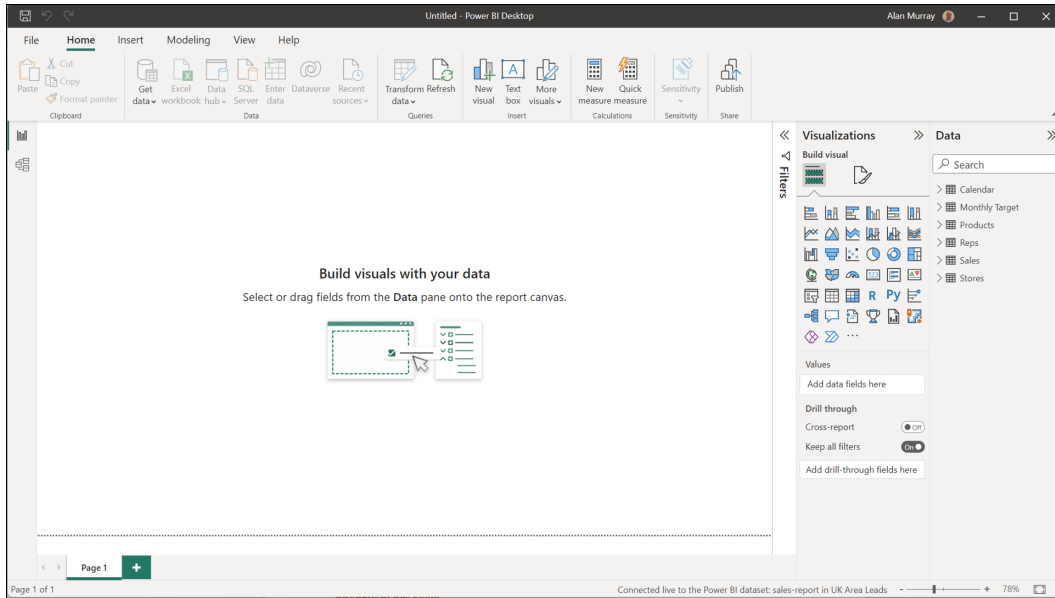 Untitled - Power BI Desktop
Alan Murray
File Home Insert Modeling View Help
Paste
Cut
Copy
Format painter
Clipboard
Get data
Excel workbook
Data hub
SQL Server
Enter data
Dataverse
Recent sources
Data
Transform data
Refresh
Queries
New visual
Text box
More visuals
Insert
New measure
Quick measure
Calculations
Sensitivity
Sensitivity
Publish
Share
Filters
Build visuals with your data
Select or drag fields from the Data pane onto the report canvas.
Visualizations
Build visual
R Py
123
Values
Add data fields here
Drill through
Cross-report
Off
Keep all filters
On
Add drill-through fields here
Data
Search
Calendar
Monthly Target
Products
Reps
Sales
Stores
Page 1
Page 1 of 1
Connected live to the Power BI dataset: sales-report in UK Area Leads
- + 78%